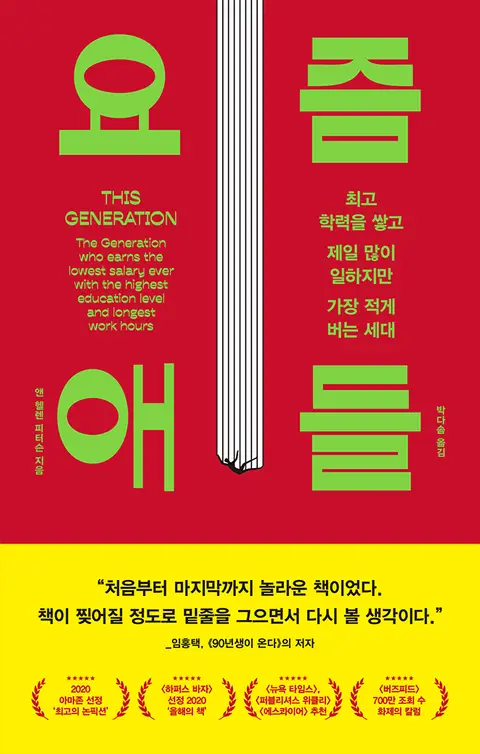 요즘
애들
THIS
GENERATION
The Generation
who earns the
lowest salary ever
with the highest
education level
and longest
work hours
최고
학력을 쌓고
제일 많이
일하지만
가장 적게
버는 세대
앤 헬렌 피터슨 지음
박다솜 옮김
“처음부터 마지막까지 놀라운 책이었다.
책이 찢어질 정도로 밑줄을 그으면서 다시 볼 생각이다.”
_임홍택, 《90년생이 온다》의 저자
★★★★★
2020
아마존 선정
‘최고의 논픽션’
★★★★★
〈하퍼스 바자〉
선정 2020
‘올해의 책’
★★★★★
〈뉴욕 타임스〉,
〈퍼블리셔스 위클리〉
〈에스콰이어〉 추천
★★★★★
〈버즈피드〉
700만 조회 수
화제의 칼럼